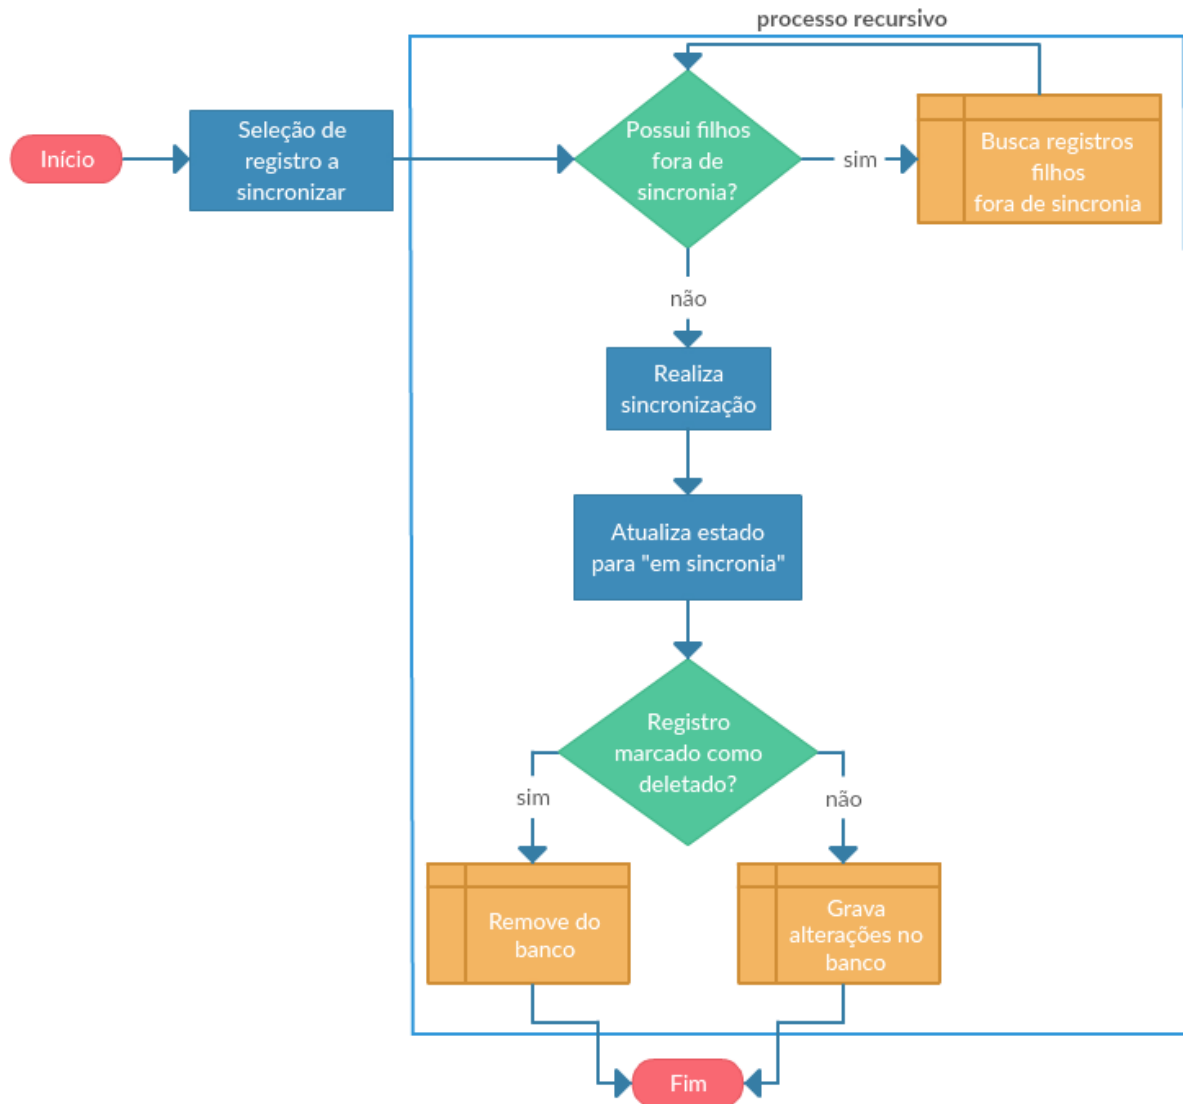 processo recursivo
Início
Seleção de
registro a
sincronizar
Possui filhos
fora de
sincronia?
sim
Busca registros
filhos
fora de sincronia
não
Realiza
sincronização
Atualiza estado
para "em sincronia"
Registro
marcado como
deletado?
sim
não
Remove do
banco
Grava
alterações no
banco
Fim